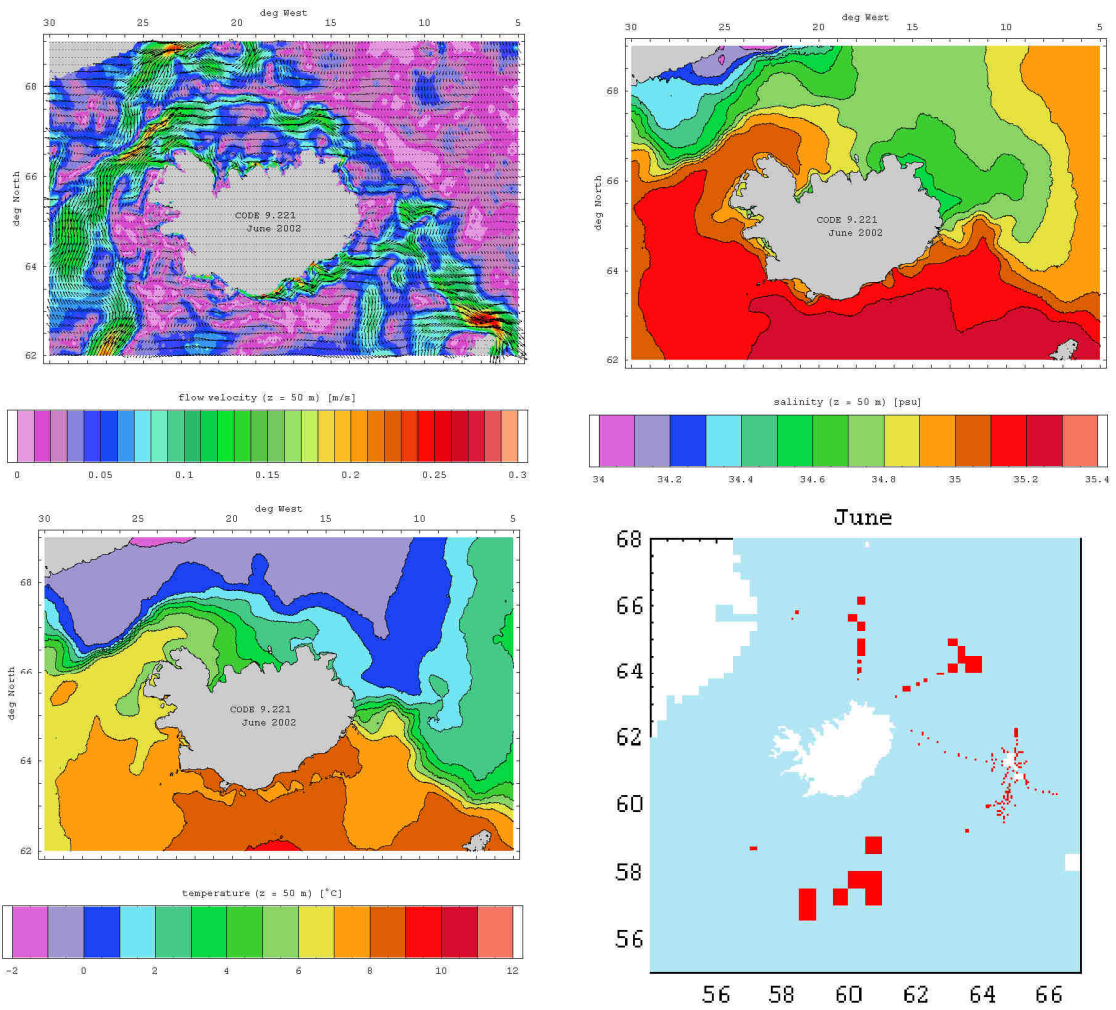 deg West
30 25 20 15 10 5
68
66
64
62
deg North
CODE 9.221
June 2002
flow velocity (z = 50 m) [m/s]
0 0.05 0.1 0.15 0.2 0.25 0.3
deg West
30 25 20 15 10 5
68
66
64
62
deg North
CODE 9.221
June 2002
salinity (z = 50 m) [psu]
34 34.2 34.4 34.6 34.8 35 35.2 35.4
deg West
30 25 20 15 10 5
68
66
64
62
deg North
CODE 9.221
June 2002
temperature (z = 50 m) [°C]
-2 0 2 4 6 8 10 12
June
68
66
64
62
60
58
56
56 58 60 62 64 66